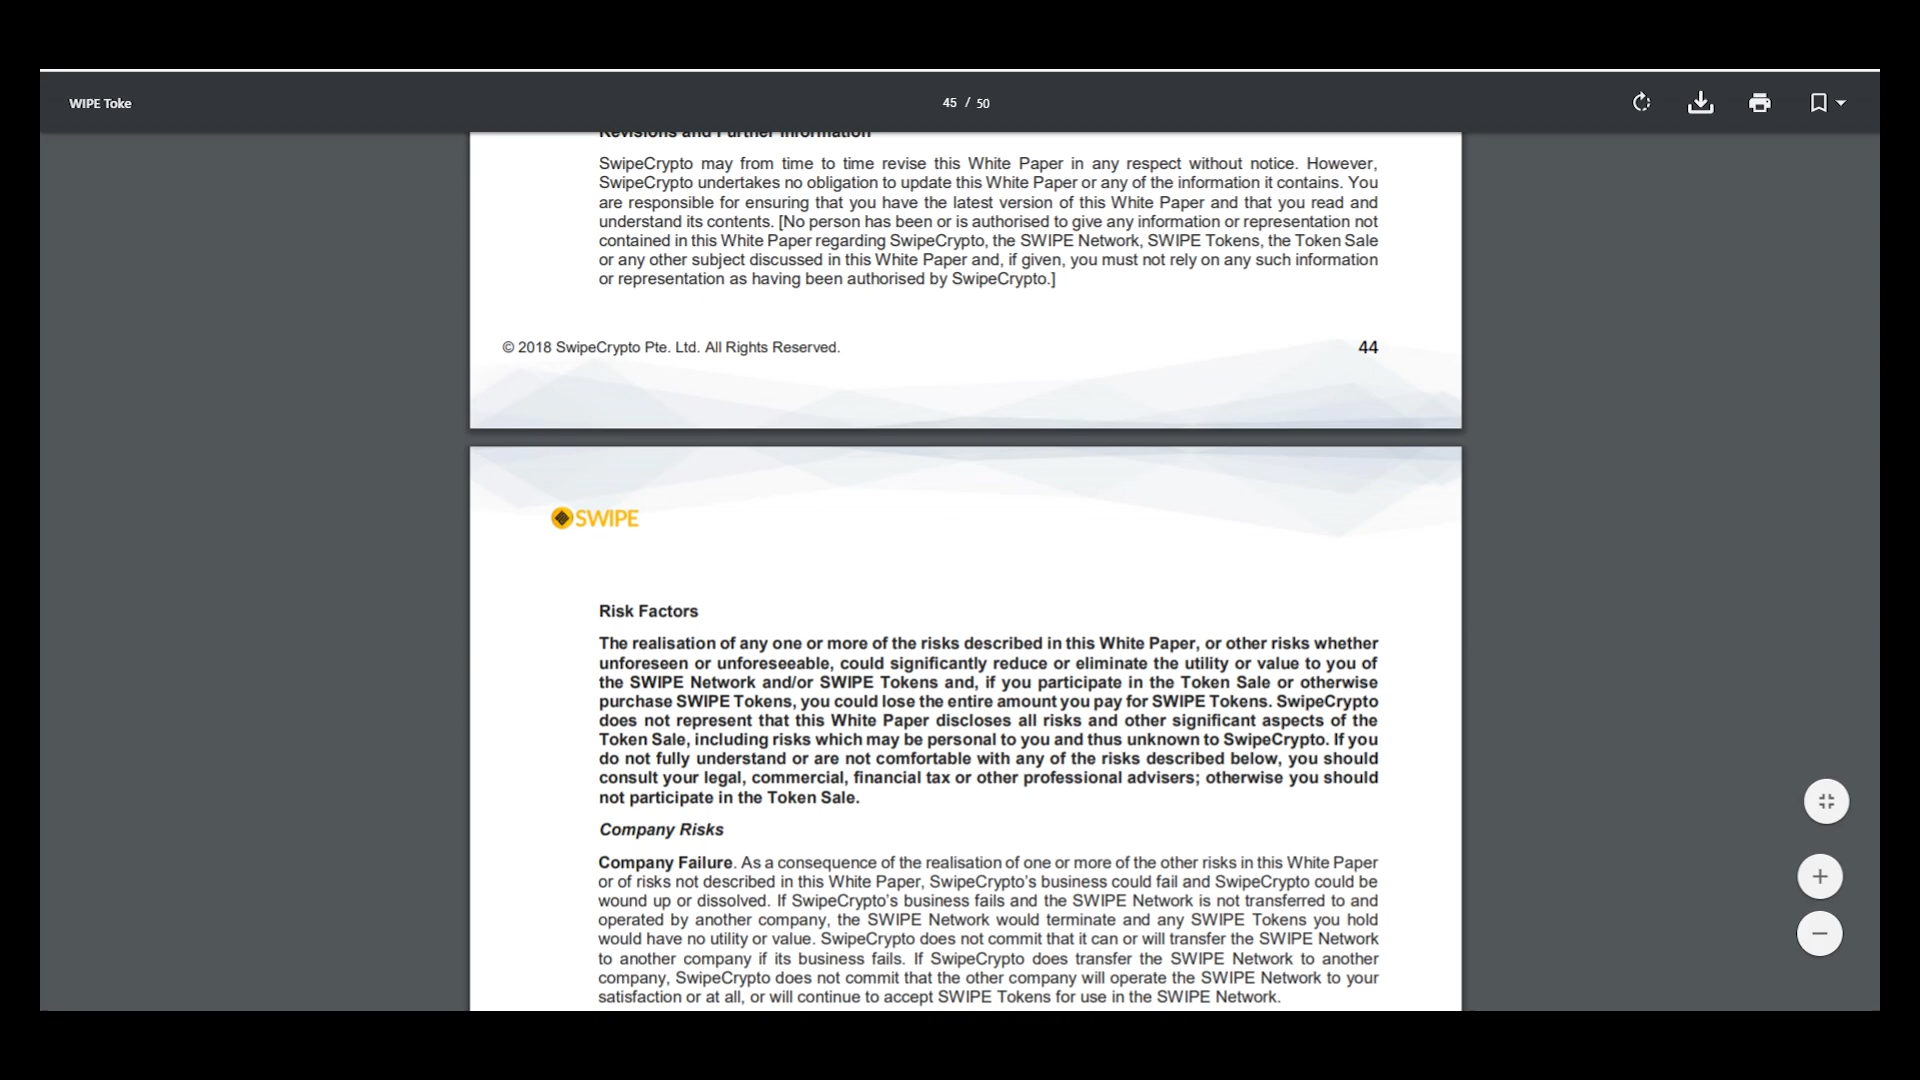 WIPE Toke
45 / 50
Revisions and Further Information
SwipeCrypto may from time to time revise this White Paper in any respect without notice. However,
SwipeCrypto undertakes no obligation to update this White Paper or any of the information it contains. You
are responsible for ensuring that you have the latest version of this White Paper and that you read and
understand its contents. [No person has been or is authorised to give any information or representation not
contained in this White Paper regarding SwipeCrypto, the SWIPE Network, SWIPE Tokens, the Token Sale
or any other subject discussed in this White Paper and, if given, you must not rely on any such information
or representation as having been authorised by SwipeCrypto.]
© 2018 SwipeCrypto Pte. Ltd. All Rights Reserved.
44
SWIPE
Risk Factors
The realisation of any one or more of the risks described in this White Paper, or other risks whether
unforeseen or unforeseeable, could significantly reduce or eliminate the utility or value to you of
the SWIPE Network and/or SWIPE Tokens and, if you participate in the Token Sale or otherwise
purchase SWIPE Tokens, you could lose the entire amount you pay for SWIPE Tokens. SwipeCrypto
does not represent that this White Paper discloses all risks and other significant aspects of the
Token Sale, including risks which may be personal to you and thus unknown to SwipeCrypto. If you
do not fully understand or are not comfortable with any of the risks described below, you should
consult your legal, commercial, financial tax or other professional advisers; otherwise you should
not participate in the Token Sale.
Company Risks
Company Failure. As a consequence of the realisation of one or more of the other risks in this White Paper
or of risks not described in this White Paper, SwipeCrypto's business could fail and SwipeCrypto could be
wound up or dissolved. If SwipeCrypto's business fails and the SWIPE Network is not transferred to and
operated by another company, the SWIPE Network would terminate and any SWIPE Tokens you hold
would have no utility or value. SwipeCrypto does not commit that it can or will transfer the SWIPE Network
to another company if its business fails. If SwipeCrypto does transfer the SWIPE Network to another
company, SwipeCrypto does not commit that the other company will operate the SWIPE Network to your
satisfaction or at all, or will continue to accept SWIPE Tokens for use in the SWIPE Network.